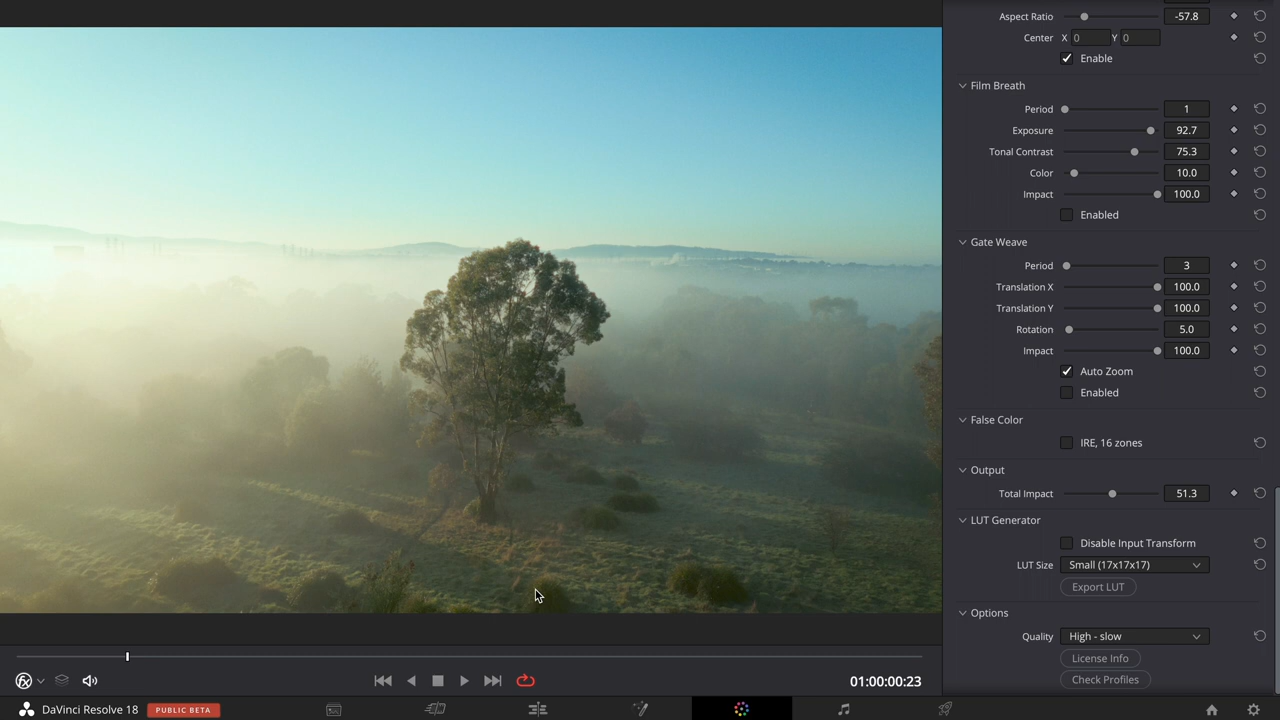 Aspect Ratio -57.8
Center X 0 Y 0
Enable
Film Breath
Period 1
Exposure 92.7
Tonal Contrast 75.3
Color 10.0
Impact 100.0
Enabled
Gate Weave
Period 3
Translation X 100.0
Translation Y 100.0
Rotation 5.0
Impact 100.0
Auto Zoom
Enabled
False Color
IRE, 16 zones
Output
Total Impact 51.3
LUT Generator
Disable Input Transform
LUT Size Small (17x17x17)
Export LUT
Options
Quality High - slow
License Info
Check Profiles
01:00:00:23
DaVinci Resolve 18 PUBLIC BETA